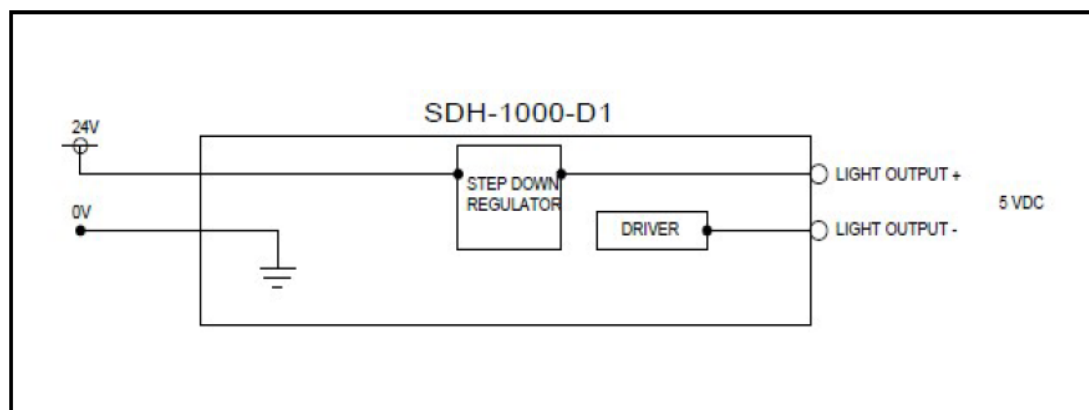 SDH-1000-D1
24V
STEP DOWN
REGULATOR
LIGHT OUTPUT +
5 VDC
0V
DRIVER
LIGHT OUTPUT -